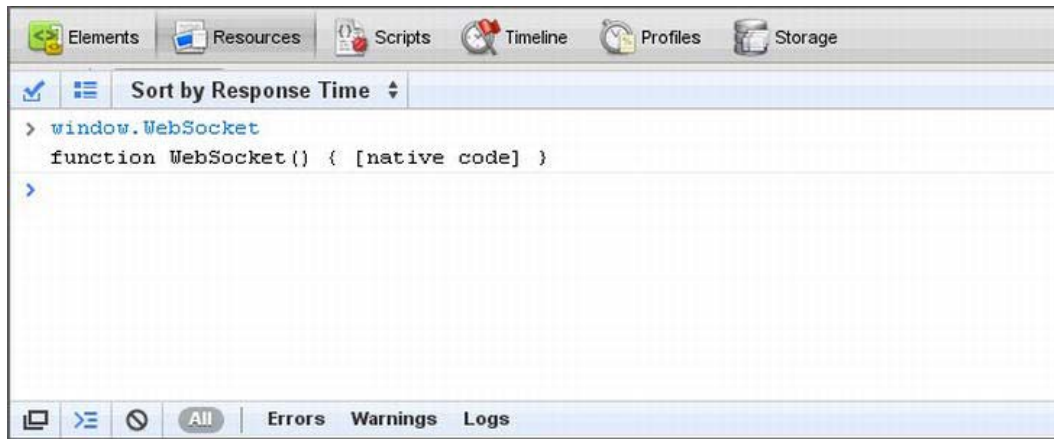 Elements Resources Scripts Timeline Profiles Storage
Sort by Response Time
> window.WebSocket
function WebSocket() { [native code] }
>
All Errors Warnings Logs